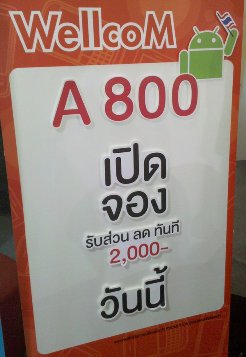 WellcoM
A 800
เปิด
จอง
รับส่วน ลด ทันที
2,000-
วันนี้